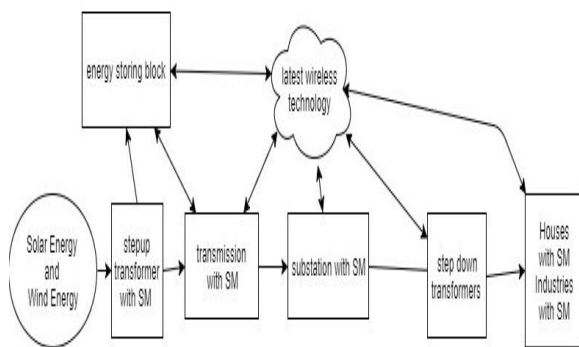 energy storing block
latest wireless
technology
Solar Energy
and
Wind Energy
stepup
transformer
with SM
transmission
with SM
substation with SM
step down
transformers
Houses
with SM
Industries
with SM